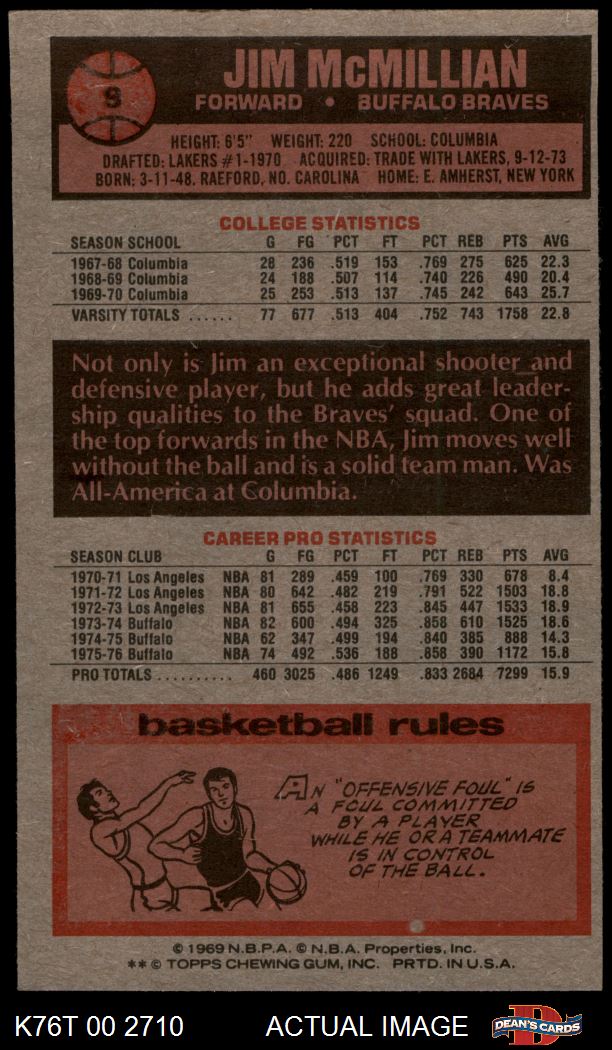 9
JIM McMILLIAN
FORWARD • BUFFALO BRAVES
HEIGHT: 6'5" WEIGHT: 220 SCHOOL: COLUMBIA
DRAFTED: LAKERS #1-1970 ACQUIRED: TRADE WITH LAKERS, 9-12-73
BORN: 3-11-48. RAEFORD, NO. CAROLINA HOME: E. AMHERST, NEW YORK
COLLEGE STATISTICS
SEASON SCHOOL G FG PCT FT PCT REB PTS AVG
1967-68 Columbia 28 236 .519 153 .769 275 625 22.3
1968-69 Columbia 24 188 .507 114 .740 226 490 20.4
1969-70 Columbia 25 253 .513 137 .745 242 643 25.7
VARSITY TOTALS ...... 77 677 .513 404 .752 743 1758 22.8
Not only is Jim an exceptional shooter and
defensive player, but he adds great leader-
ship qualities to the Braves' squad. One of
the top forwards in the NBA, Jim moves well
without the ball and is a solid team man. Was
All-America at Columbia.
CAREER PRO STATISTICS
SEASON CLUB G FG PCT FT PCT REB PTS AVG
1970-71 Los Angeles NBA 81 289 .459 100 .769 330 678 8.4
1971-72 Los Angeles NBA 80 642 .482 219 .791 522 1503 18.8
1972-73 Los Angeles NBA 81 655 .458 223 .845 447 1533 18.9
1973-74 Buffalo NBA 82 600 .494 325 .858 610 1525 18.6
1974-75 Buffalo NBA 62 347 .499 194 .840 385 888 14.3
1975-76 Buffalo NBA 74 492 .536 188 .858 390 1172 15.8
PRO TOTALS .......... 460 3025 .486 1249 .833 2684 7299 15.9
basketball rules
AN "OFFENSIVE FOUL" IS
A FOUL COMMITTED
BY A PLAYER
WHILE HE OR A TEAMMATE
IS IN CONTROL
OF THE BALL.
© 1969 N.B.P.A. © N.B.A. Properties, Inc.
** © TOPPS CHEWING GUM, INC. PRTD. IN U.S.A.
K76T 00 2710 ACTUAL IMAGE D DEAN'S CARDS